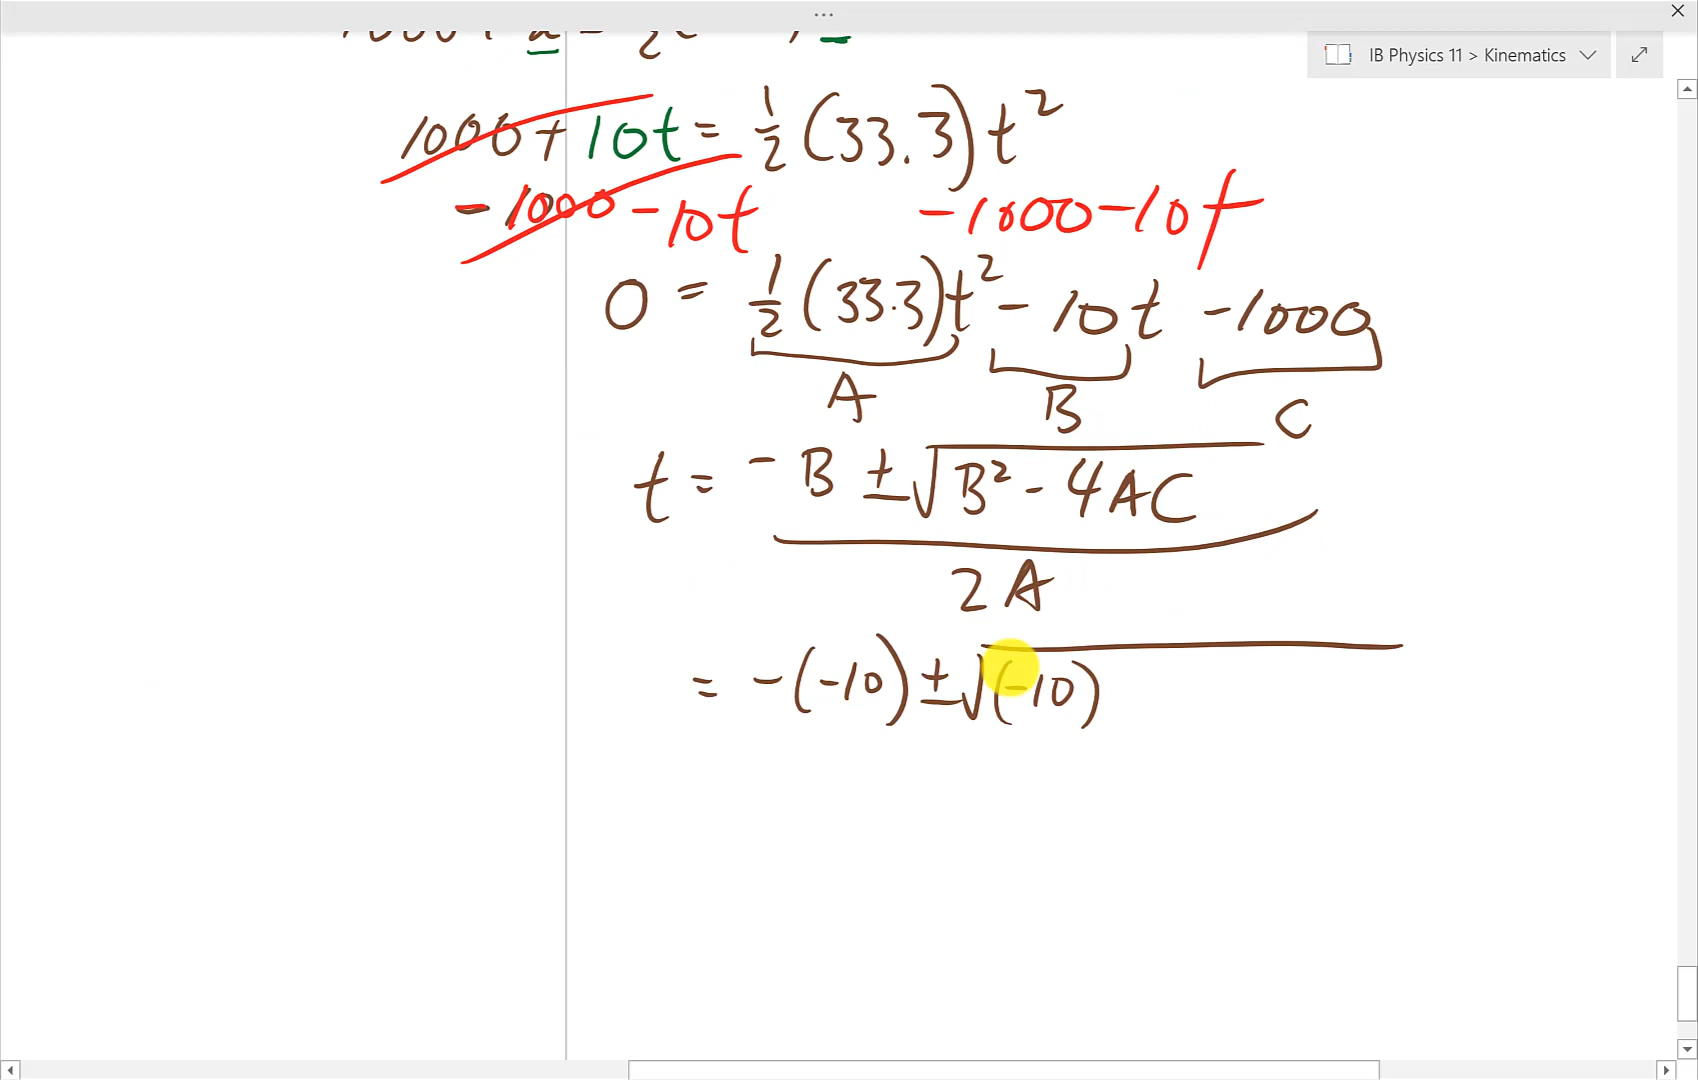 ...
IB Physics 11 > Kinematics
1000 + 10t = 1/2 (33.3) t²
- 1000 - 10t - 1000 - 10t
0 = 1/2 (33.3) t² - 10t - 1000
A B C
t = -B ± √(B² - 4AC)
2A
= -(-10) ± √(-10)